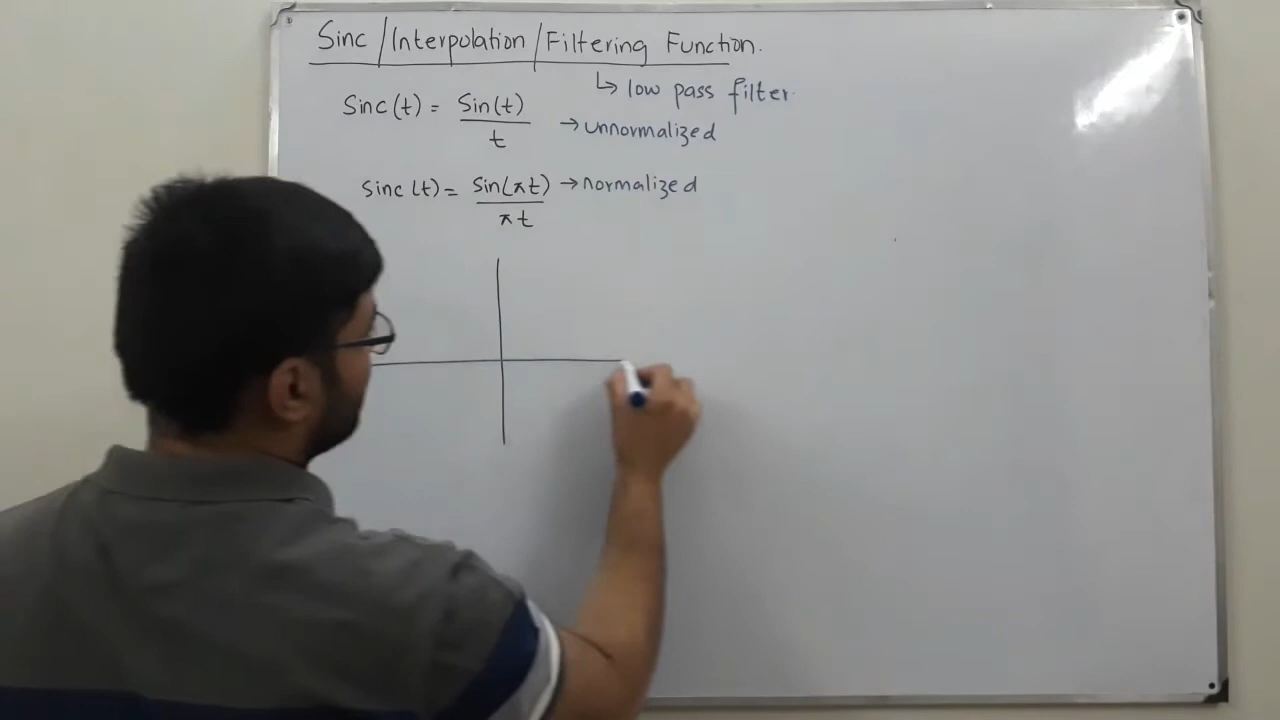 Sinc/Interpolation/Filtering Function.
↳ low pass filter.
Sinc(t) = Sin(t)/t → unnormalized
Sinc(t) = Sin(πt)/πt → normalized